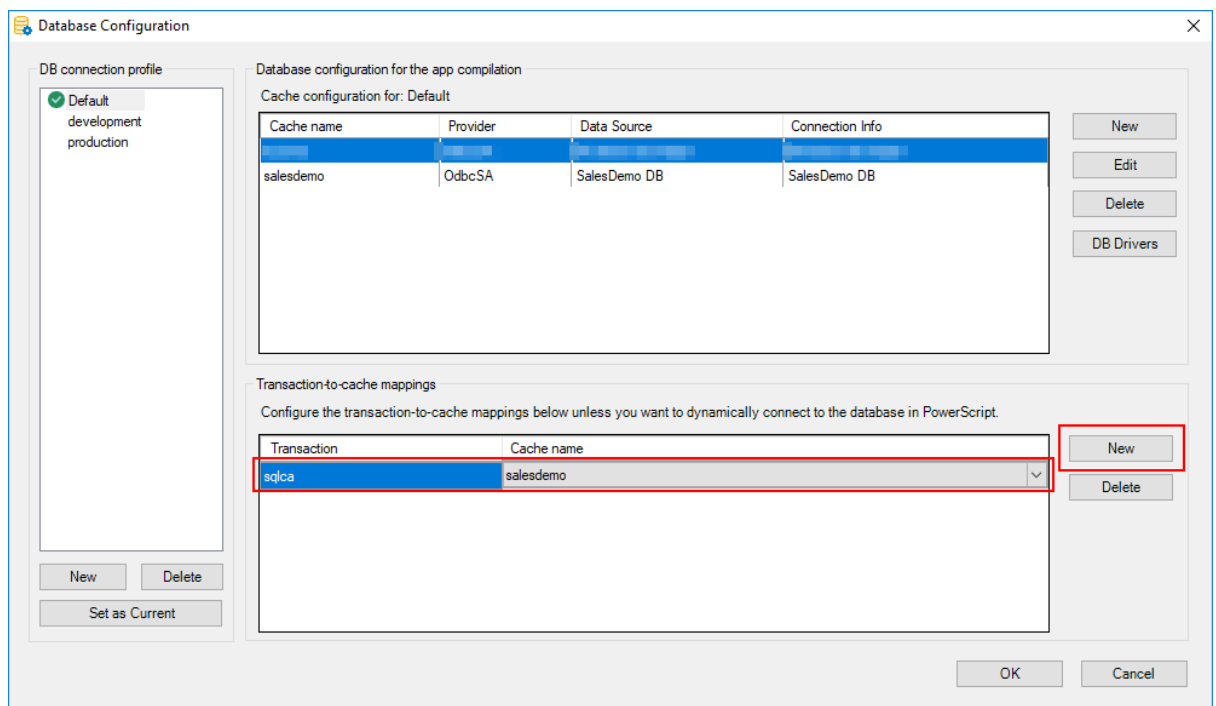 Database Configuration
DB connection profile
Default
development
production
New Delete
Set as Current
Database configuration for the app compilation
Cache configuration for: Default
Cache name Provider Data Source Connection Info
salesdemo OdbcSA SalesDemo DB SalesDemo DB
New
Edit
Delete
DB Drivers
Transaction-to-cache mappings
Configure the transaction-to-cache mappings below unless you want to dynamically connect to the database in PowerScript.
Transaction Cache name
sqlca salesdemo
New
Delete
OK Cancel